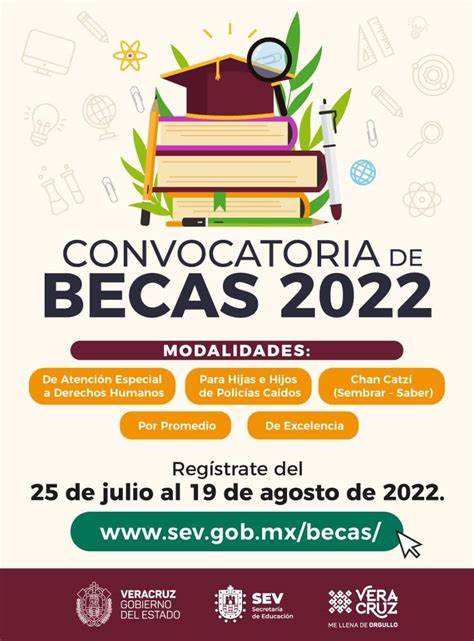 CONVOCATORIA DE
BECAS 2022
MODALIDADES:
De Atención Especial
a Derechos Humanos
Para Hijas e Hijos
de Policías Caídos
Chan Catzí
(Sembrar - Saber)
Por Promedio
De Excelencia
Regístrate del
25 de julio al 19 de agosto de 2022.
www.sev.gob.mx/becas/
VERACRUZ
GOBIERNO
DEL ESTADO
SEV
Secretaría
de Educación
VERA
CRUZ
ME LLENA DE ORGULLO